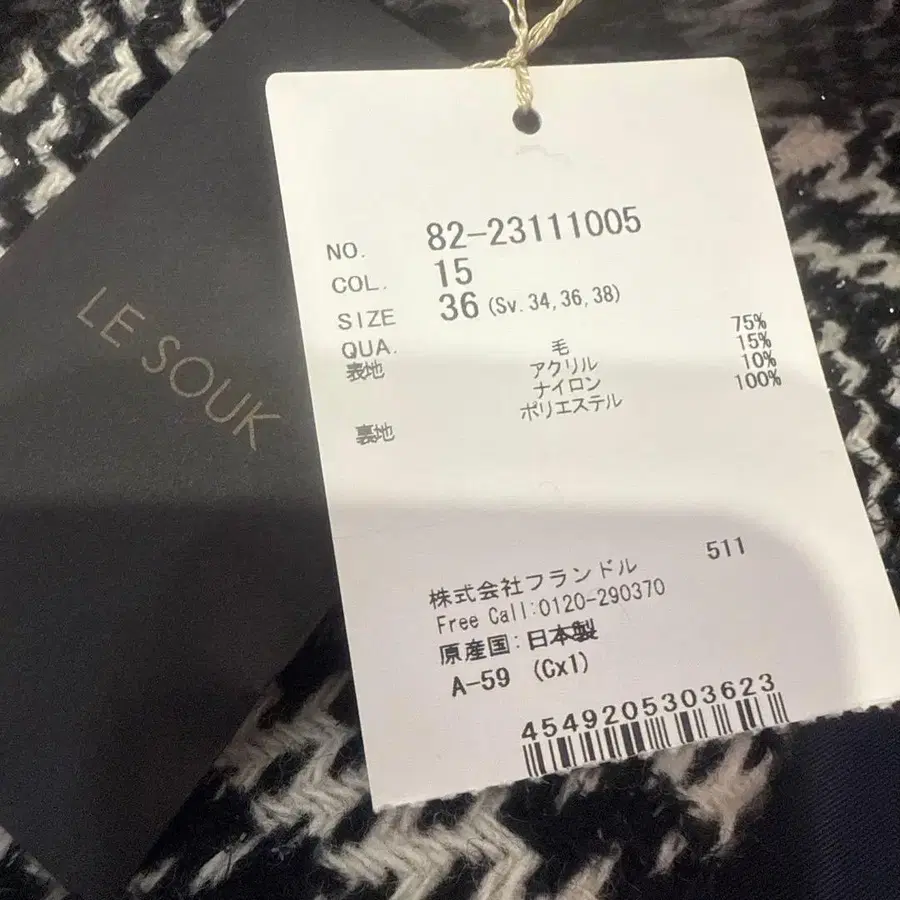 LE SOUK
NO. 82-23111005
COL. 15
SIZE 36 (Sv. 34, 36, 38)
QUA.
表地 毛 75%
アクリル 15%
ナイロン 10%
裏地 ポリエステル 100%
511
株式会社フランドル
Free Call:0120-290370
原産国:日本製
A-59 (Cx1)
4549205303623